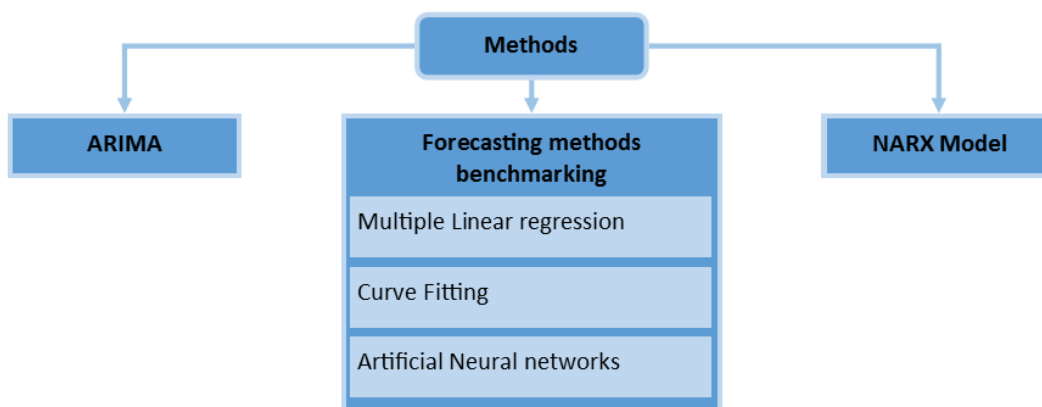 Methods
ARIMA
Forecasting methods
benchmarking
NARX Model
Multiple Linear regression
Curve Fitting
Artificial Neural networks